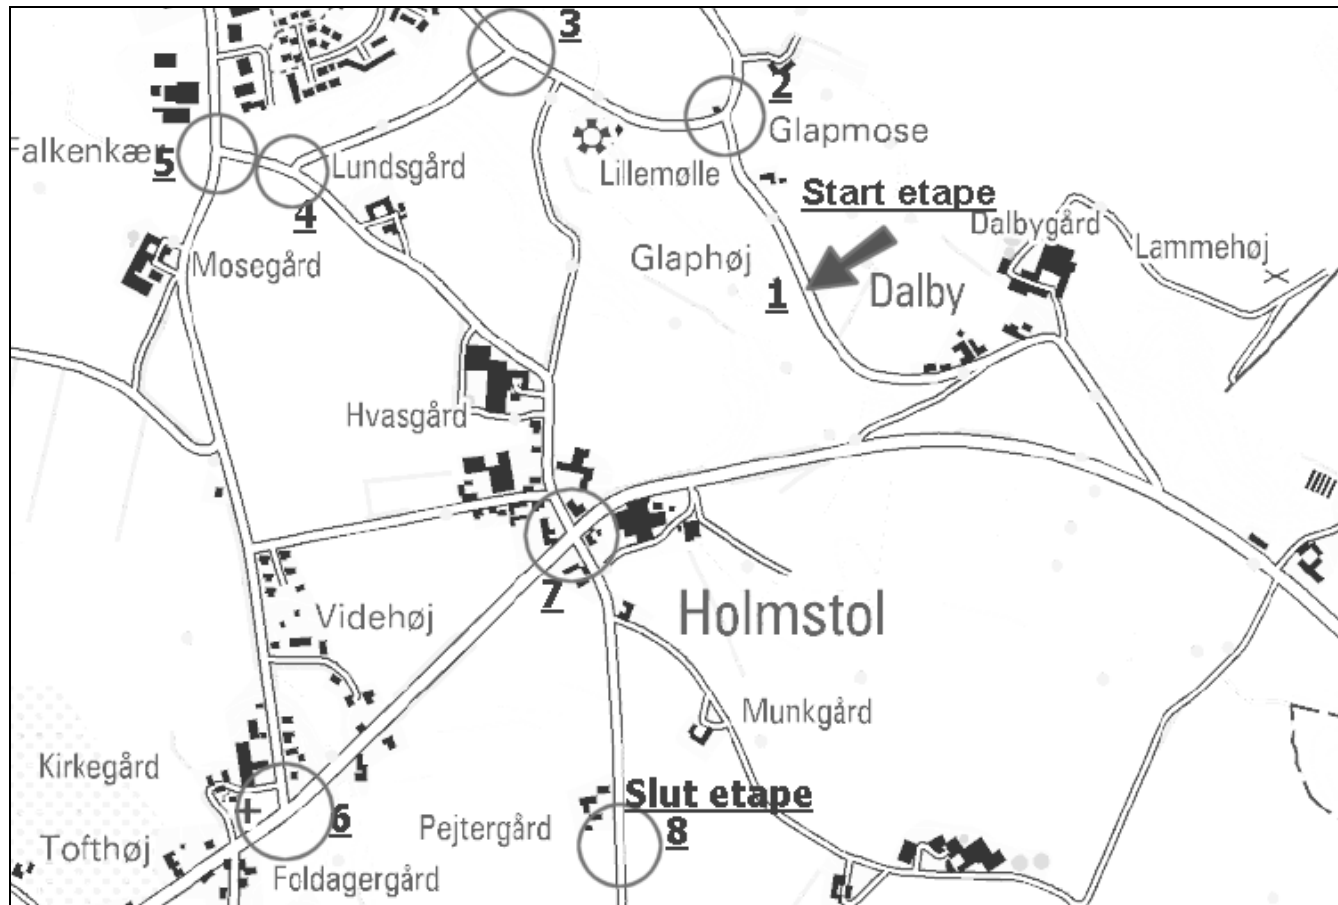 3
2
Glapmose
Falkenkær
5
Lundsgård
Lillemølle
Start etape
4
Dalbygård
Mosegård
Glaphøj
Lammehøj
1
Dalby
Hvasgård
7
Holmstol
Videhøj
Munkgård
Kirkegård
Slut etape
6
Pejtergård
8
Tofthøj
Foldagergård